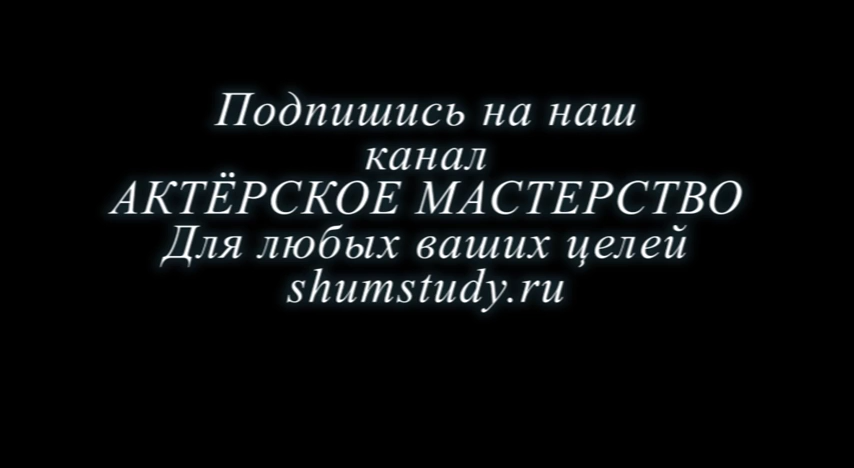 Подпишись на наш
канал
АКТЁРСКОЕ МАСТЕРСТВО
Для любых ваших целей
shumstudy.ru